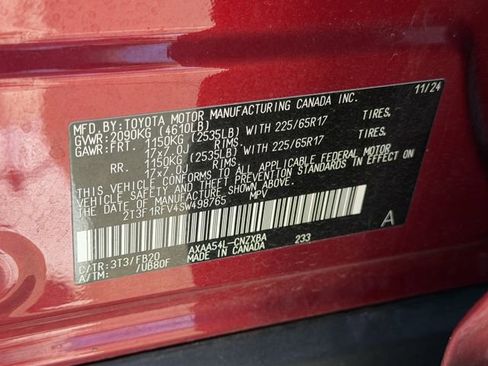 MFD.BY:TOYOTA MOTOR MANUFACTURING CANADA INC. 11/24
GVWR:2090KG (4610LB)
GAWR:FRT. 1150KG (2535LB) WITH 225/65R17 TIRES.
17x7.0J RIMS
RR. 1150KG (2535LB) WITH 225/65R17 TIRES.
17x7.0J RIMS
THIS VEHICLE CONFORMS TO ALL APPLICABLE FEDERAL MOTOR
VEHICLE SAFETY AND BUMPER STANDARDS IN EFFECT ON
THE DATE OF MANUFACTURE SHOWN ABOVE.
2T3F1RFV4SW498765 MPV
A
C/TR:3T3/FB20 AXAA54L-CNZXBA 233
A/TM: /UB80F MADE IN CANADA